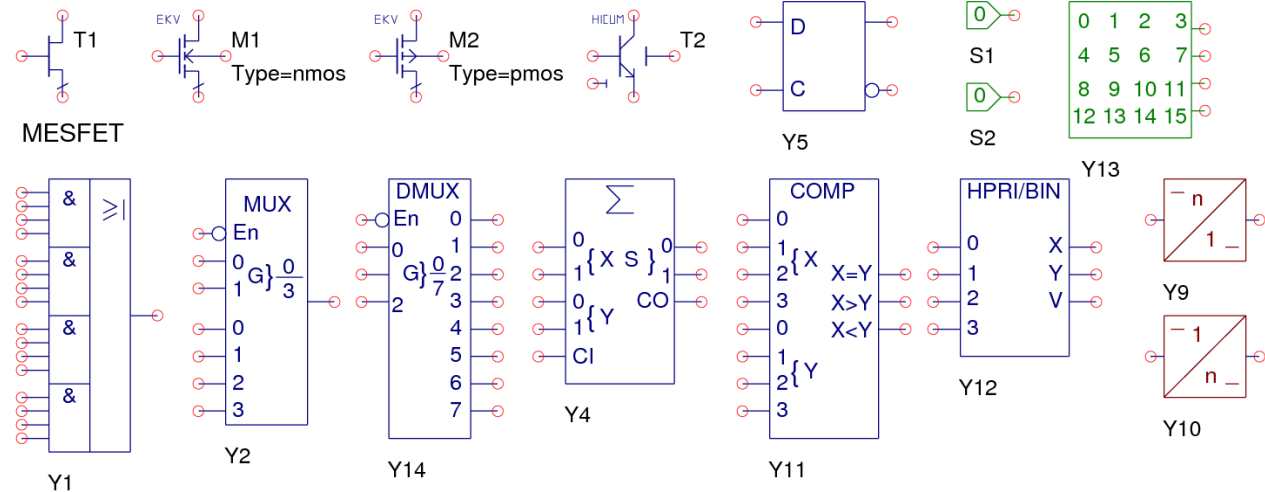 EKV
T1
M1
Type=nmos
EKV
M2
Type=pmos
HICUM
T2
D
C
Y5
0
S1
0
S2
0 1 2 3
4 5 6 7
8 9 10 11
12 13 14 15
Y13
MESFET
&
&
&
&
≥
Y1
MUX
En
0
1
G} 0
3
0
1
2
3
Y2
DMUX
En
0
2
G} 0
7
0
1
2
3
4
5
6
7
Y14
∑
0
1
{ X
0
1
{ Y
CI
S }
0
1
CO
Y4
COMP
0
1
2
3
{ X
0
1
2
3
{ Y
X=Y
X>Y
X<Y
Y11
HPRI/BIN
0
1
2
3
X
Y
V
Y12
n
1
Y9
1
n
Y10